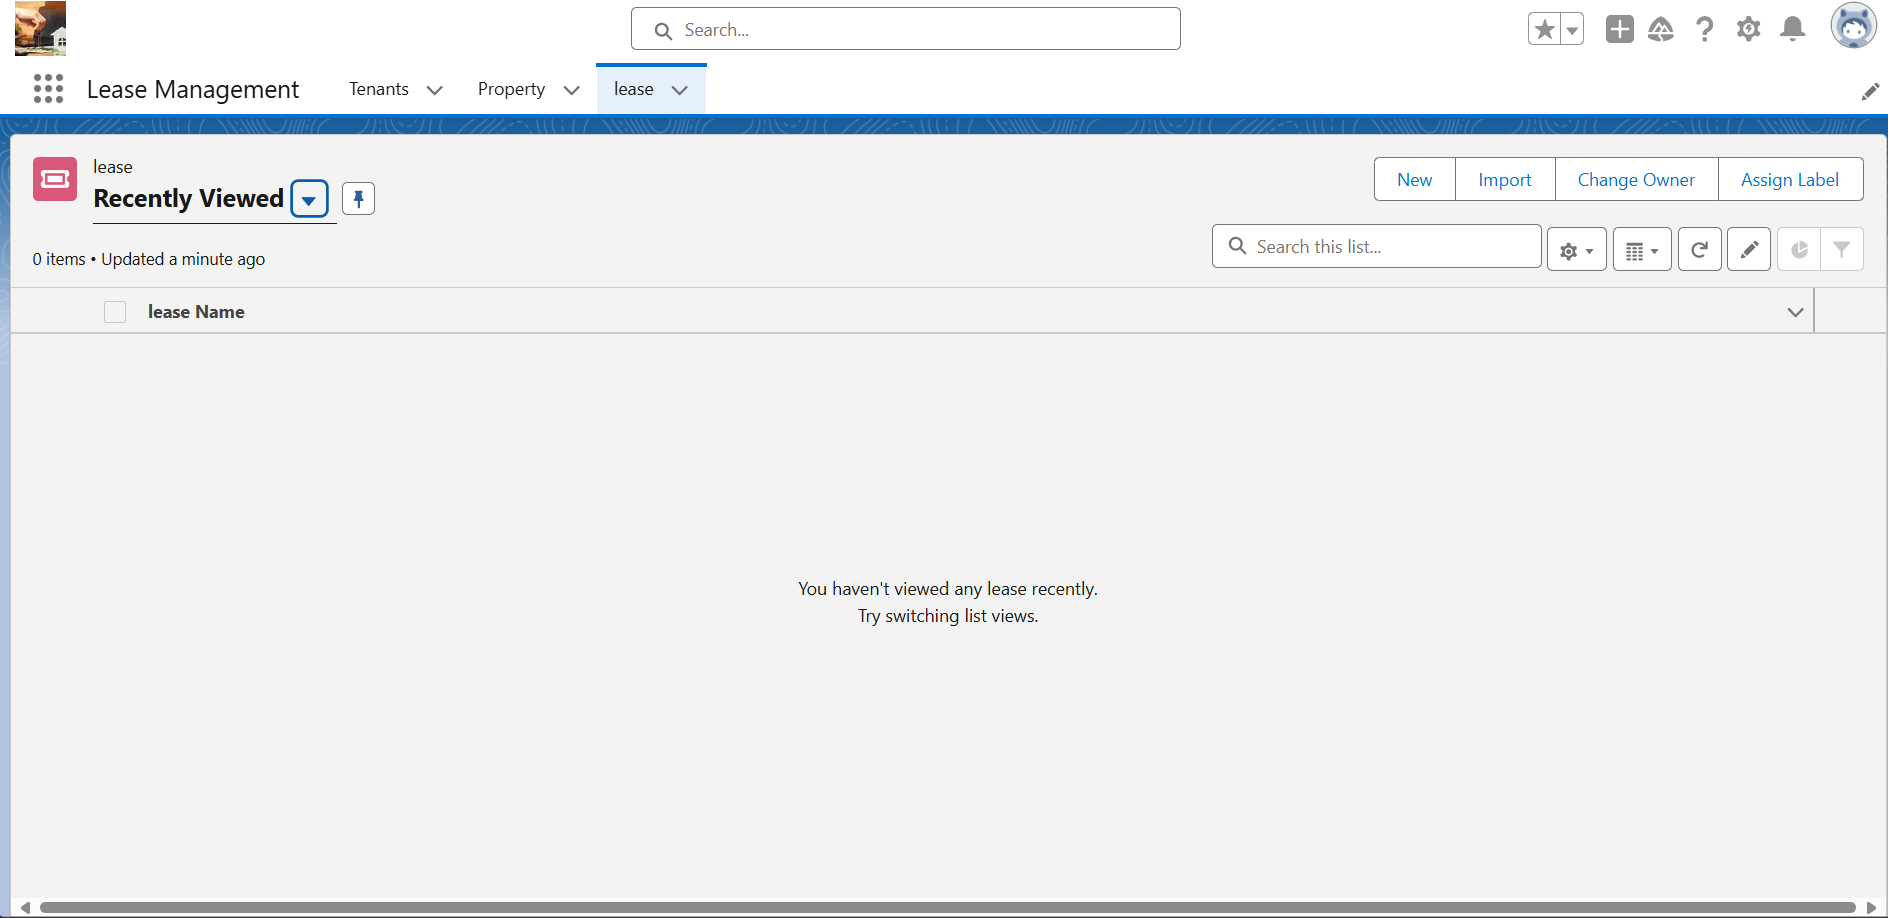 Search...
Lease Management
Tenants
Property
lease
lease
Recently Viewed
New
Import
Change Owner
Assign Label
0 items • Updated a minute ago
Search this list...
lease Name
You haven't viewed any lease recently.
Try switching list views.